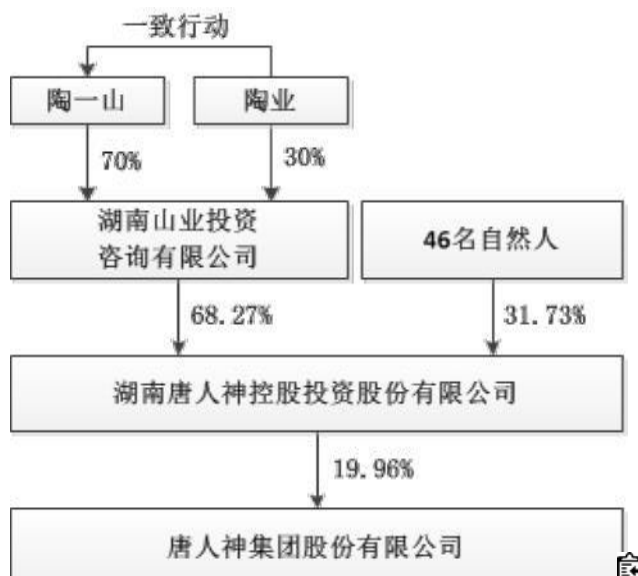 一致行动
陶一山
陶业
70%
30%
湖南山业投资
咨询有限公司
46名自然人
68.27%
31.73%
湖南唐人神控股投资股份有限公司
19.96%
唐人神集团股份有限公司